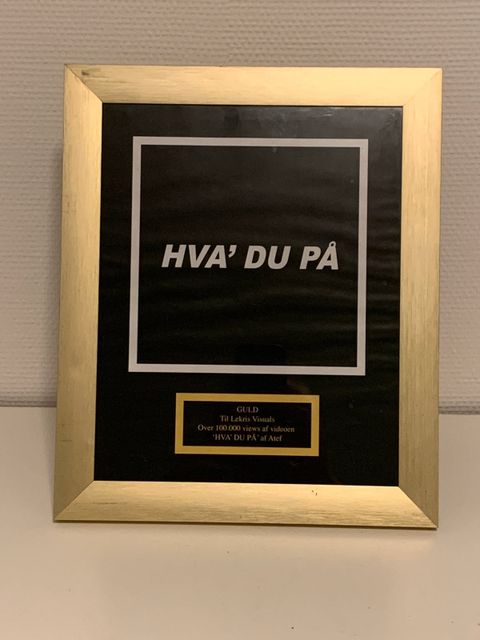 HVA' DU PÅ
GULD
Til Lekris Visuals
Over 100.000 views af videoen
'HVA' DU PÅ' af Atef